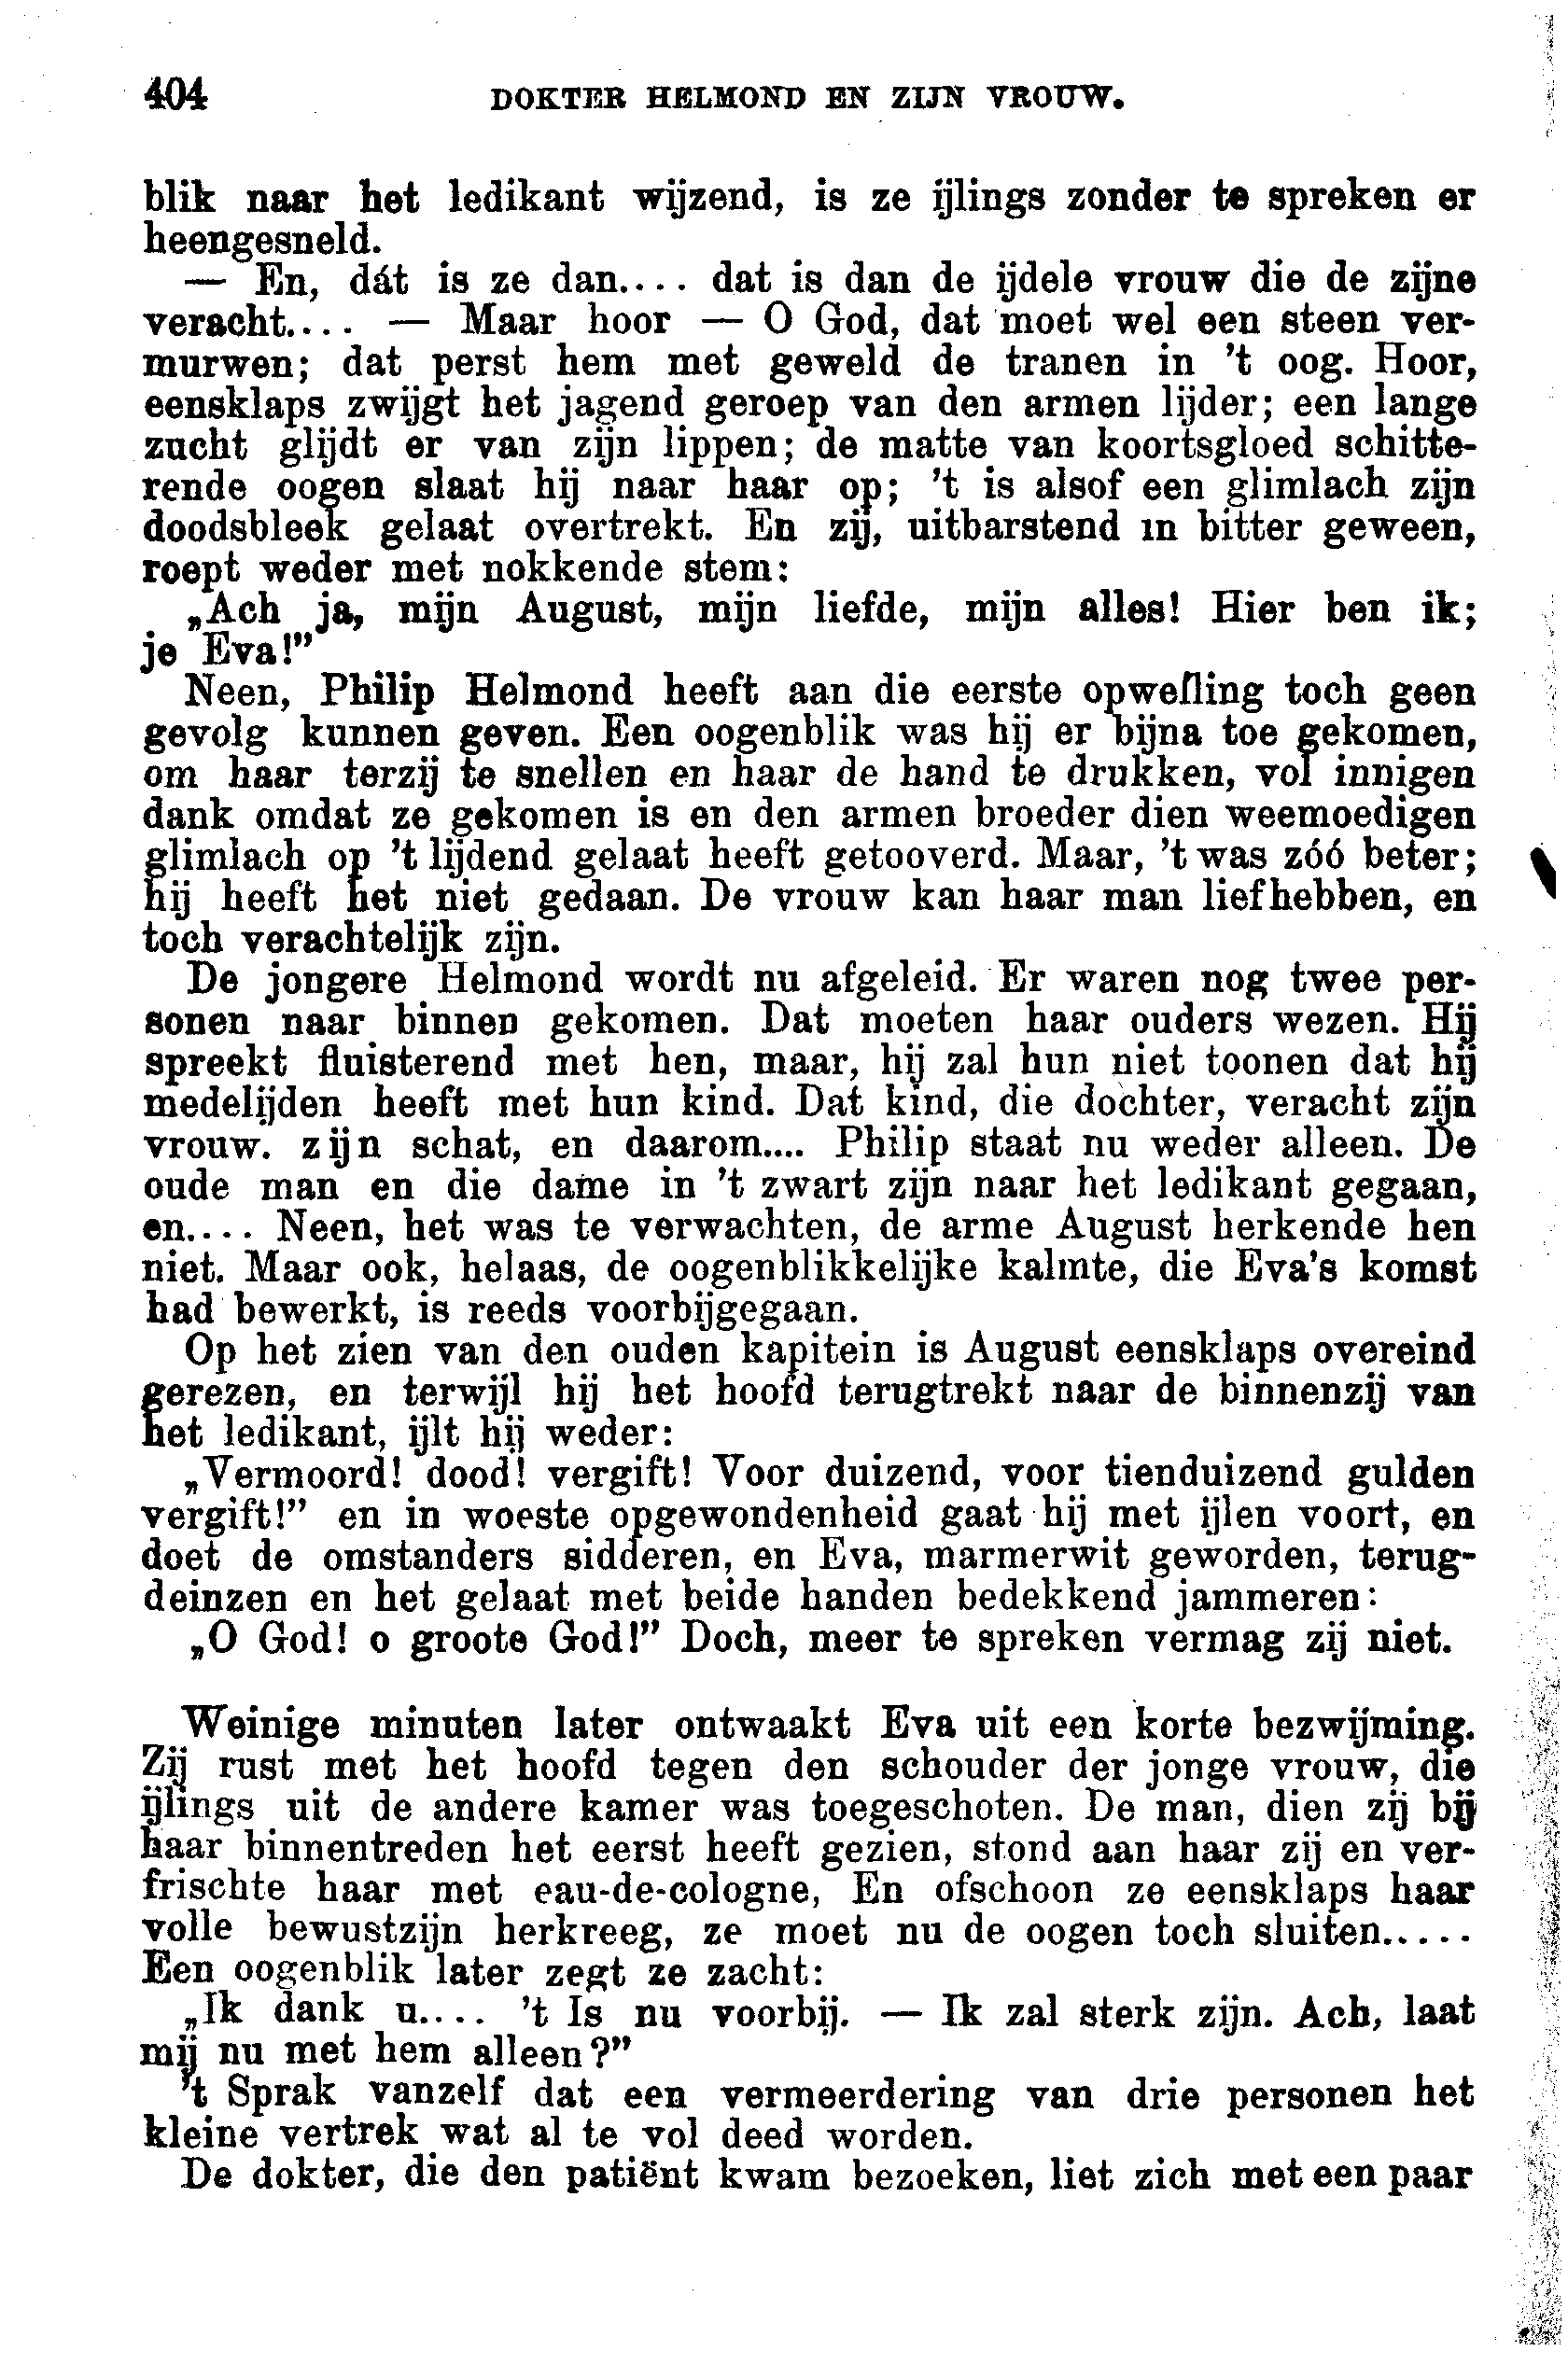 404 DOKTER HELMOND EN ZIJN VROUW.
blik naar het ledikant wijzend, is ze ijlings zonder te spreken er
heengesneld.
— En, dát is ze dan.... dat is dan de ijdele vrouw die de zijne
veracht.... — Maar hoor — O God, dat moet wel een steen ver-
murwen; dat perst hem met geweld de tranen in 't oog. Hoor,
eensklaps zwijgt het jagend geroep van den armen lijder; een lange
zucht glijdt er van zijn lippen; de matte van koortsgloed schitte-
rende oogen slaat hij naar haar op; 't is alsof een glimlach zijn
doodsbleek gelaat overtrekt. En zij, uitbarstend in bitter geween,
roept weder met nokkende stem:
„Ach ja, mijn August, mijn liefde, mijn alles! Hier ben ik;
je Eva!”
Neen, Philip Helmond heeft aan die eerste opwelling toch geen
gevolg kunnen geven. Een oogenblik was hij er bijna toe gekomen,
om haar terzij te snellen en haar de hand te drukken, vol innigen
dank omdat ze gekomen is en den armen broeder dien weemoedigen
glimlach op 't lijdend gelaat heeft getooverd. Maar, 't was zóó beter;
hij heeft het niet gedaan. De vrouw kan haar man liefhebben, en
toch verachtelijk zijn.
De jongere Helmond wordt nu afgeleid. Er waren nog twee per-
sonen naar binnen gekomen. Dat moeten haar ouders wezen. Hij
spreekt fluisterend met hen, maar, hij zal hun niet toonen dat hij
medelijden heeft met hun kind. Dat kind, die dochter, veracht zijn
vrouw. zijn schat, en daarom.... Philip staat nu weder alleen. De
oude man en die dame in 't zwart zijn naar het ledikant gegaan,
en.... Neen, het was te verwachten, de arme August herkende hen
niet. Maar ook, helaas, de oogenblikkelijke kalmte, die Eva's komst
had bewerkt, is reeds voorbijgegaan.
Op het zien van den ouden kapitein is August eensklaps overeind
gerezen, en terwijl hij het hoofd terugtrekt naar de binnenzij van
het ledikant, ijlt hij weder:
„Vermoord! dood! vergift! Voor duizend, voor tienduizend gulden
vergift!” en in woeste opgewondenheid gaat hij met ijlen voort, en
doet de omstanders sidderen, en Eva, marmerwit geworden, terug-
deinzen en het gelaat met beide handen bedekkend jammeren:
„O God! o groote God!” Doch, meer te spreken vermag zij niet.
Weinige minuten later ontwaakt Eva uit een korte bezwijming.
Zij rust met het hoofd tegen den schouder der jonge vrouw, die
ijlings uit de andere kamer was toegeschoten. De man, dien zij bij
haar binnentreden het eerst heeft gezien, stond aan haar zij en ver-
frischte haar met eau-de-cologne, En ofschoon ze eensklaps haar
volle bewustzijn herkreeg, ze moet nu de oogen toch sluiten.....
Een oogenblik later zegt ze zacht:
„Ik dank u.... 't Is nu voorbij. — Ik zal sterk zijn. Ach, laat
mij nu met hem alleen?”
't Sprak vanzelf dat een vermeerdering van drie personen het
kleine vertrek wat al te vol deed worden.
De dokter, die den patiënt kwam bezoeken, liet zich met een paar